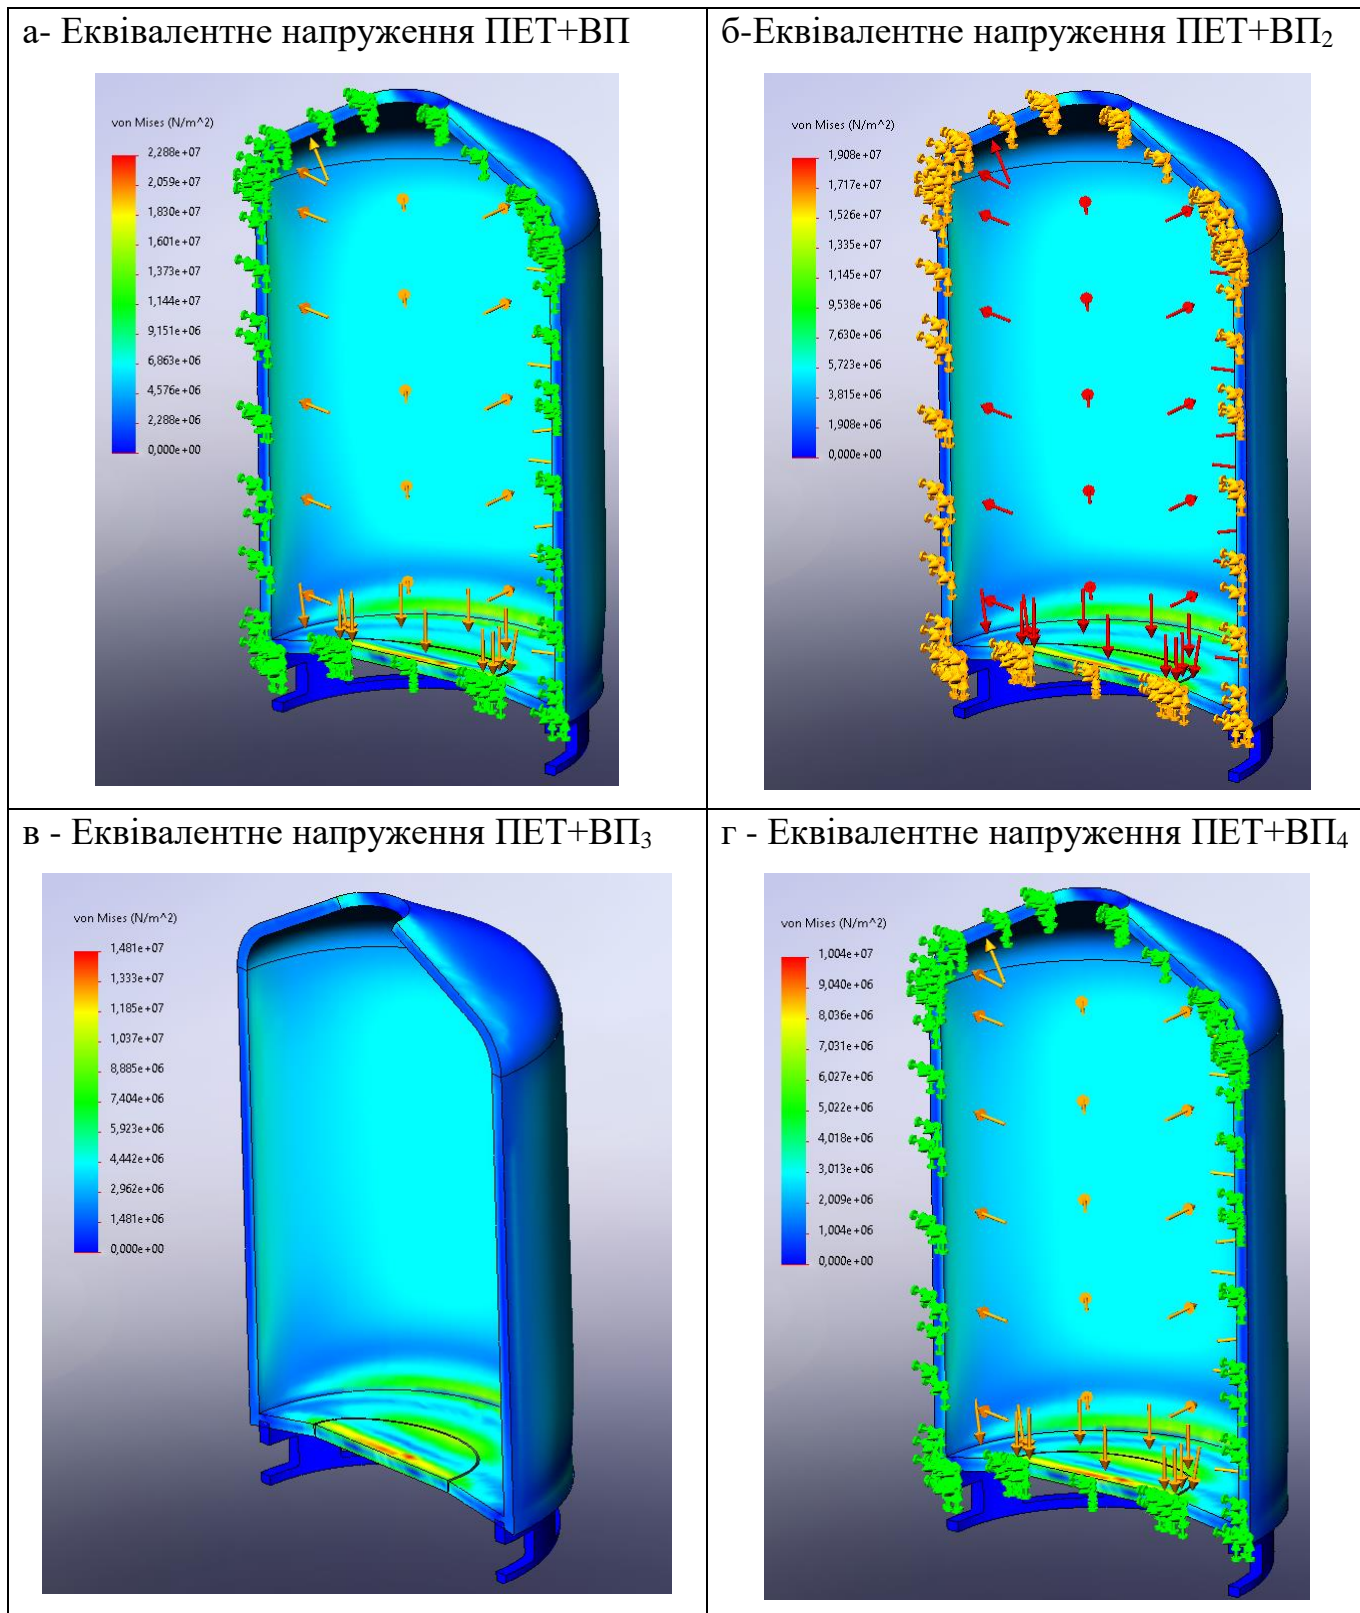 а- Еквівалентне напруження ПЕТ+ВП
von Mises (N/m^2)
2,288e+07
2,059e+07
1,830e+07
1,601e+07
1,373e+07
1,144e+07
9,151e+06
6,863e+06
4,576e+06
2,288e+06
0,000e+00
б-Еквівалентне напруження ПЕТ+ВП₂
von Mises (N/m^2)
1,908e+07
1,717e+07
1,526e+07
1,335e+07
1,145e+07
9,538e+06
7,630e+06
5,723e+06
3,815e+06
1,908e+06
0,000e+00
в - Еквівалентне напруження ПЕТ+ВП₃
von Mises (N/m^2)
1,481e+07
1,333e+07
1,185e+07
1,037e+07
8,885e+06
7,404e+06
5,923e+06
4,442e+06
2,962e+06
1,481e+06
0,000e+00
г - Еквівалентне напруження ПЕТ+ВП₄
von Mises (N/m^2)
1,004e+07
9,040e+06
8,036e+06
7,031e+06
6,027e+06
5,022e+06
4,018e+06
3,013e+06
2,009e+06
1,004e+06
0,000e+00